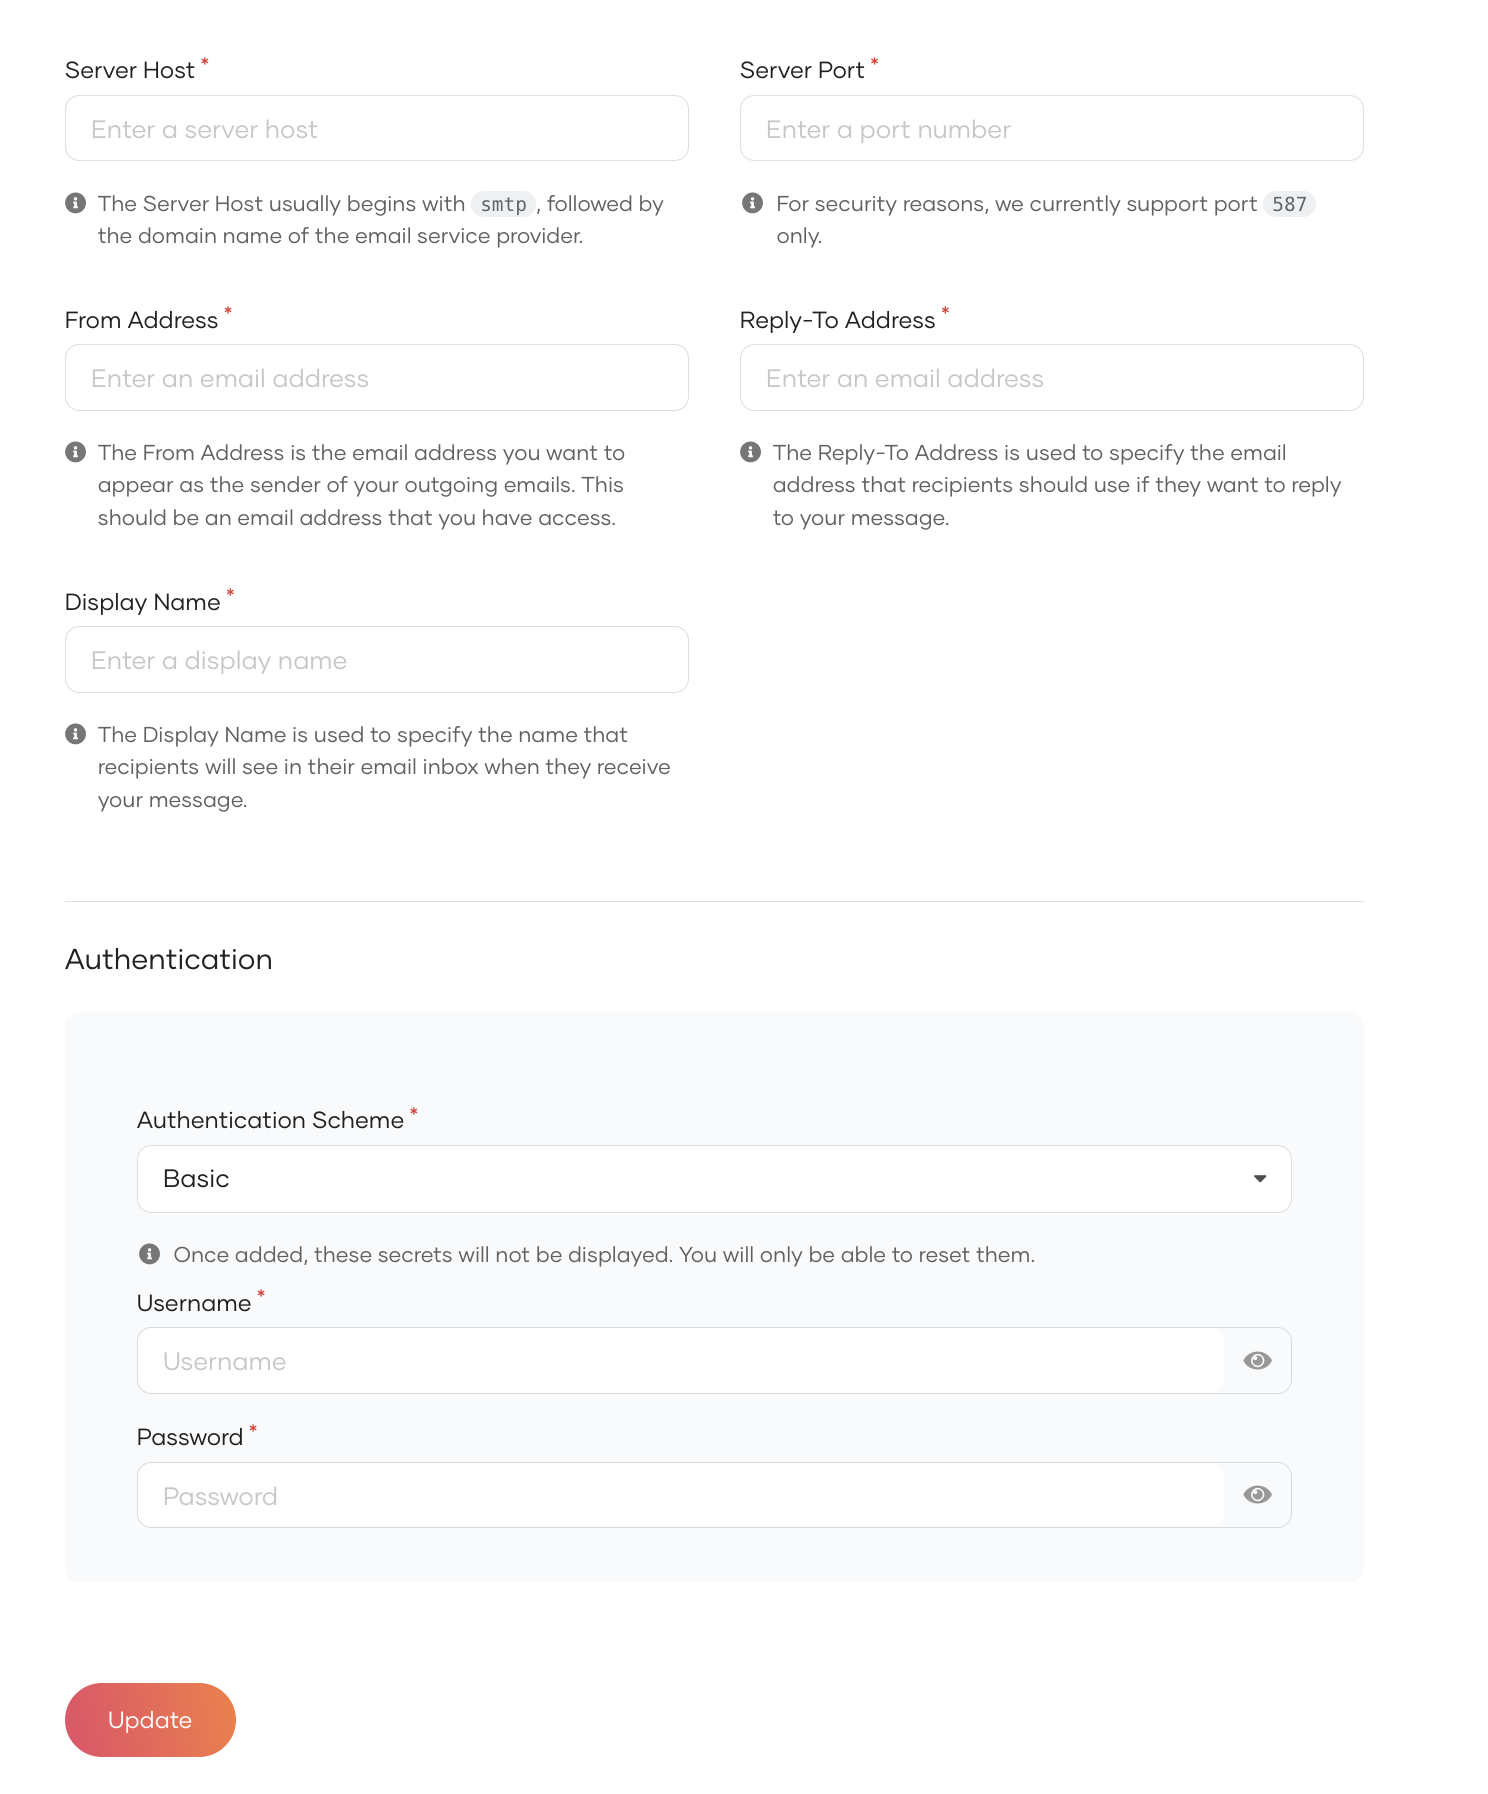 Server Host *
Enter a server host
The Server Host usually begins with smtp, followed by
the domain name of the email service provider.
Server Port *
Enter a port number
For security reasons, we currently support port 587
only.
From Address *
Enter an email address
The From Address is the email address you want to
appear as the sender of your outgoing emails. This
should be an email address that you have access.
Reply-To Address *
Enter an email address
The Reply-To Address is used to specify the email
address that recipients should use if they want to reply
to your message.
Display Name *
Enter a display name
The Display Name is used to specify the name that
recipients will see in their email inbox when they receive
your message.
Authentication
Authentication Scheme *
Basic
Once added, these secrets will not be displayed. You will only be able to reset them.
Username *
Username
Password *
Password
Update